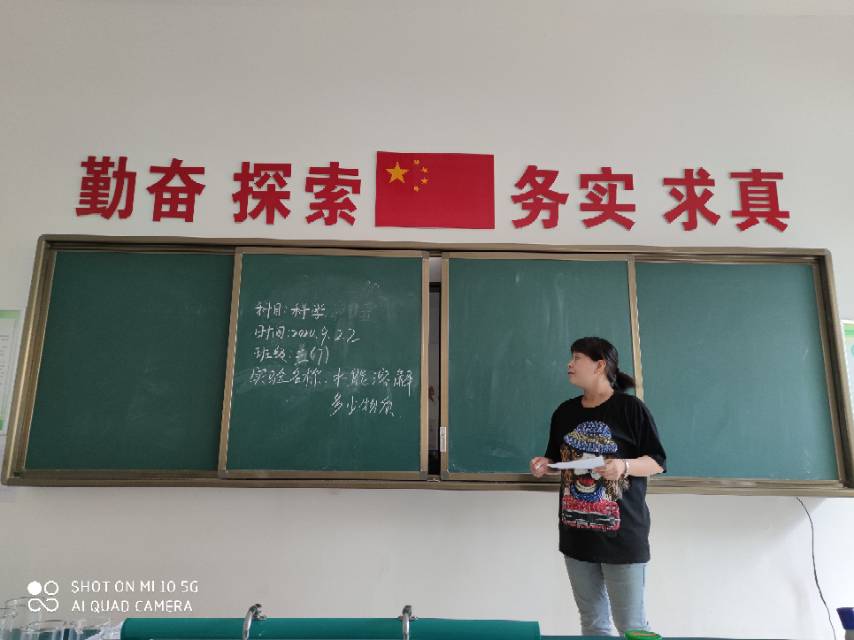 勤奋 探索 务实 求真
科目:科学
时间:2020.9.22
班级:三(7)
实验名称:水能溶解
多少物质
SHOT ON MI 10 5G
AI QUAD CAMERA